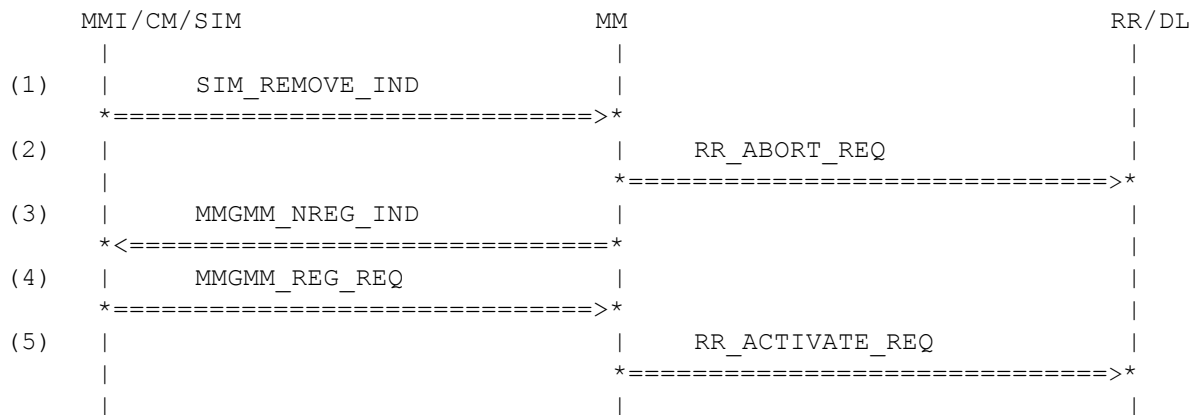 MMI/CM/SIM MM RR/DL
| | |
(1) | SIM_REMOVE_IND | |
*==============================>* |
(2) | | RR_ABORT_REQ |
| *==============================>*
(3) | MMGMM_NREG_IND | |
*<==============================* |
(4) | MMGMM_REG_REQ | |
*==============================>* |
(5) | | RR_ACTIVATE_REQ |
| *==============================>*
| | |